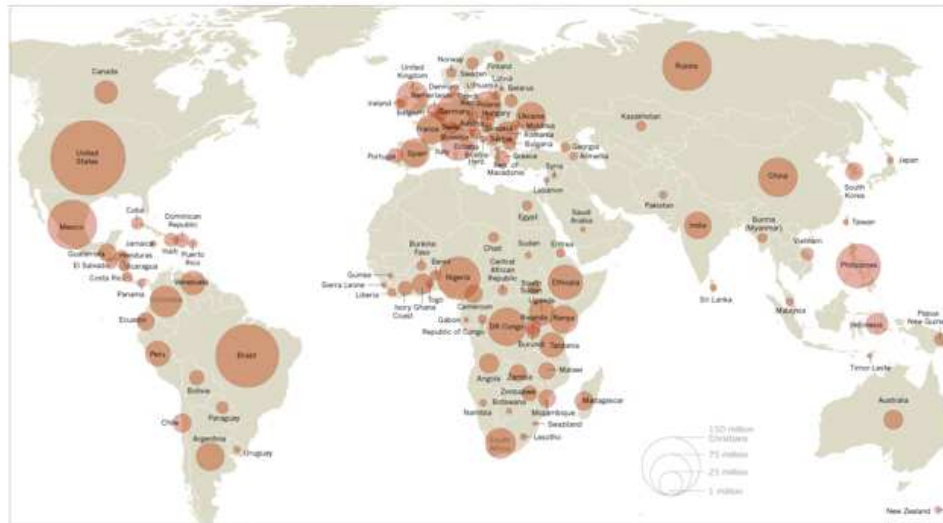 Canada
United
States
Mexico
Cuba
Dominican
Republic
Jamaica
Haiti
Puerto
Rico
Guatemala
Honduras
El Salvador
Nicaragua
Costa Rica
Panama
Venezuela
Ecuador
Peru
Brazil
Bolivia
Paraguay
Chile
Argentina
Uruguay
Norway
Sweden
Finland
United
Kingdom
Denmark
Netherlands
Latvia
Lithuania
Belarus
Ireland
Belgium
Germany
Poland
Ukraine
Hungary
Moldova
Romania
Bulgaria
France
Portugal
Spain
Italy
Croatia
Serbia
Greece
Rep. of
Macedonia
Russia
Kazakhstan
Georgia
Armenia
Syria
Lebanon
Egypt
Saudi
Arabia
Pakistan
India
Sri Lanka
China
Burma
(Myanmar)
Vietnam
South
Korea
Japan
Taiwan
Philippines
Malaysia
Indonesia
Timor-Leste
Papua
New Guinea
Australia
New Zealand
Burkina
Faso
Benin
Chad
Sudan
Eritrea
Guinea
Sierra Leone
Liberia
Ivory
Coast
Ghana
Togo
Nigeria
Cameroon
Central
African
Republic
South
Sudan
Ethiopia
Gabon
Republic of Congo
DR Congo
Uganda
Rwanda
Kenya
Burundi
Tanzania
Angola
Zambia
Malawi
Zimbabwe
Namibia
Botswana
Mozambique
Madagascar
Swaziland
Lesotho
South
Africa
150 million
Christians
75 million
25 million
1 million